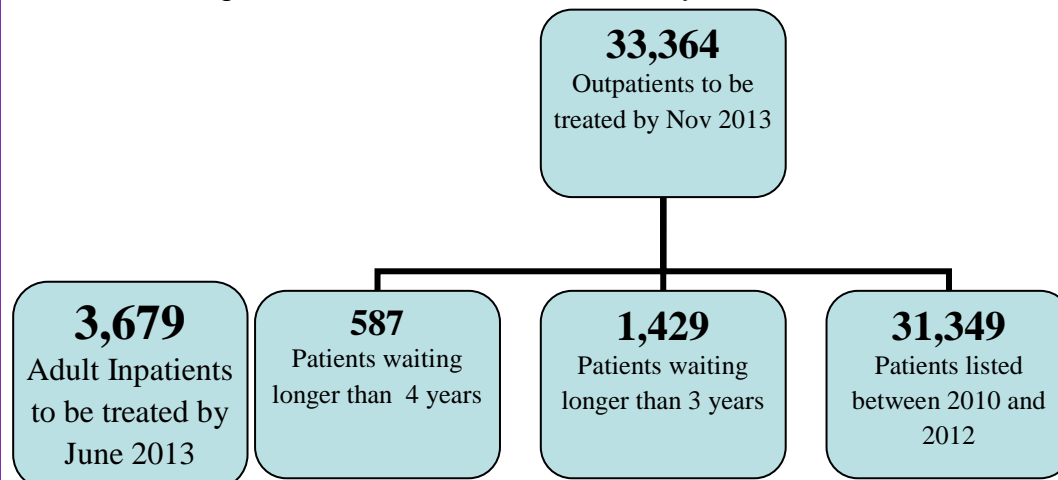 33,364
Outpatients to be
treated by Nov 2013
3,679
Adult Inpatients
to be treated by
June 2013
587
Patients waiting
longer than 4 years
1,429
Patients waiting
longer than 3 years
31,349
Patients listed
between 2010 and
2012